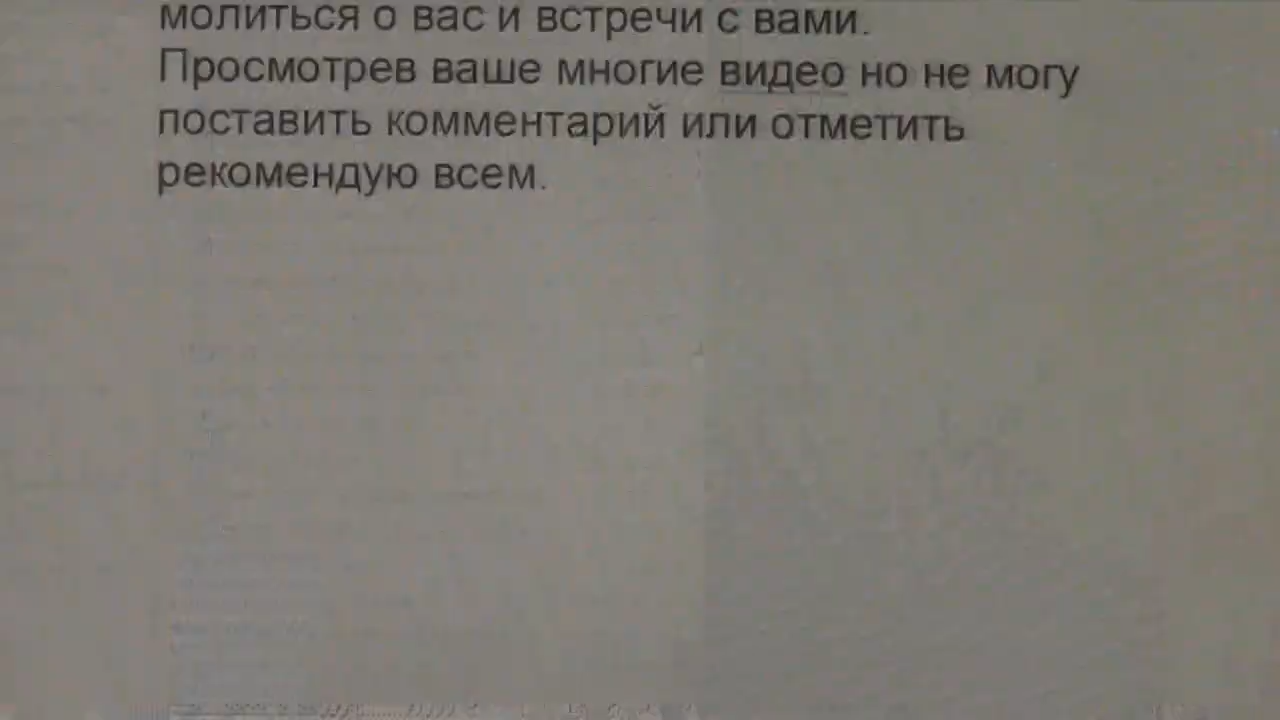 молиться о вас и встречи с вами.
Просмотрев ваше многие видео но не могу
поставить комментарий или отметить
рекомендую всем.